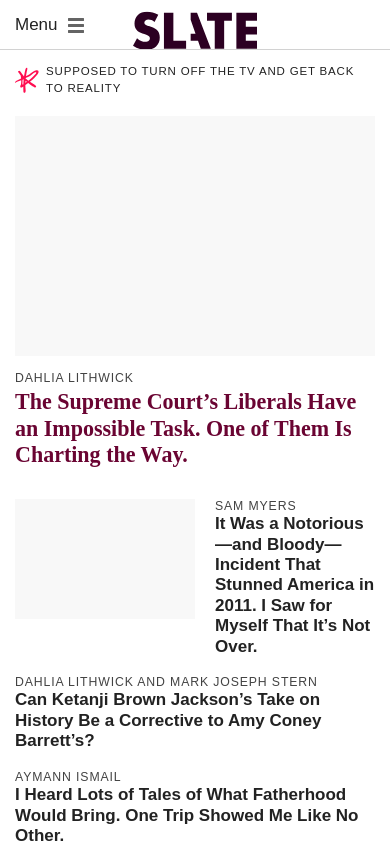 Menu
SLATE
SUPPOSED TO TURN OFF THE TV AND GET BACK
TO REALITY
DAHLIA LITHWICK
The Supreme Court’s Liberals Have
an Impossible Task. One of Them Is
Charting the Way.
SAM MYERS
It Was a Notorious
—and Bloody—
Incident That
Stunned America in
2011. I Saw for
Myself That It’s Not
Over.
DAHLIA LITHWICK AND MARK JOSEPH STERN
Can Ketanji Brown Jackson’s Take on
History Be a Corrective to Amy Coney
Barrett’s?
AYMANN ISMAIL
I Heard Lots of Tales of What Fatherhood
Would Bring. One Trip Showed Me Like No
Other.